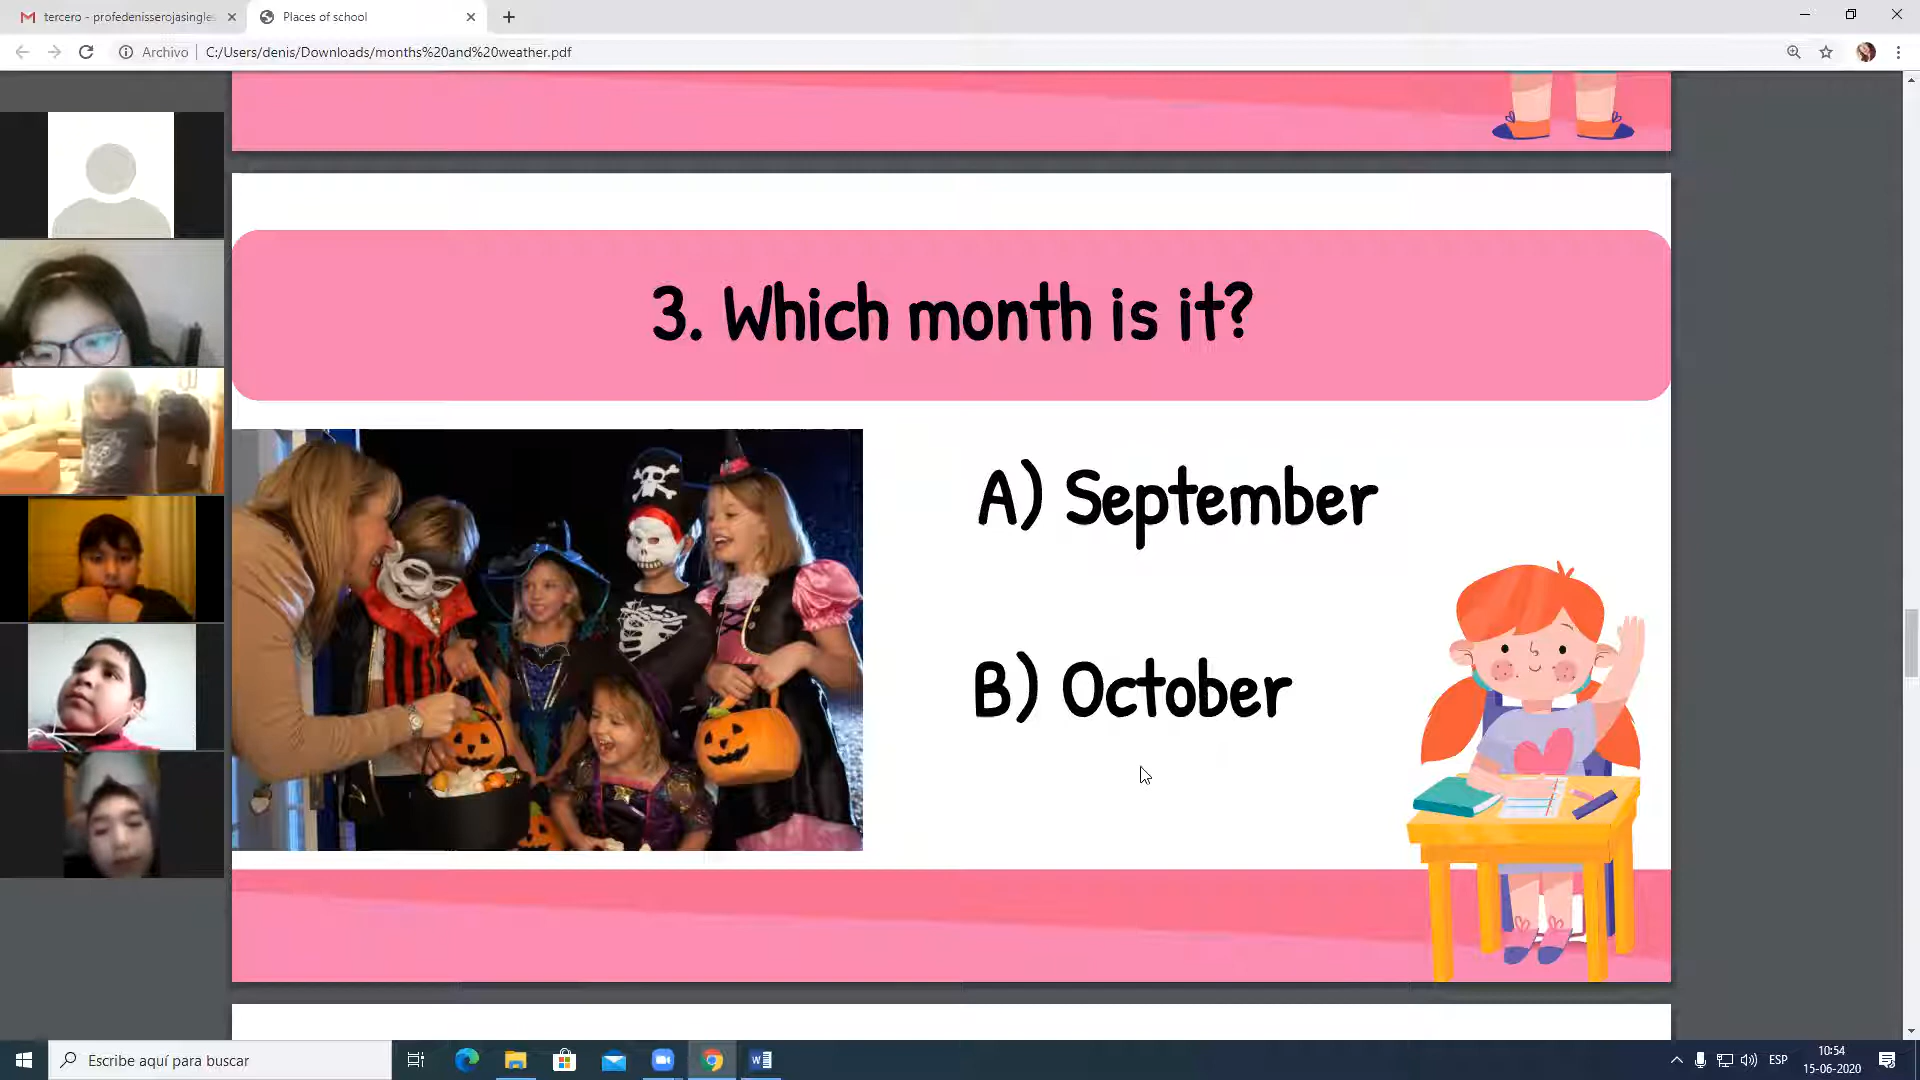 tercero - profedenisserojasingles
Places of school
Archivo
C:/Users/denis/Downloads/months%20and%20weather.pdf
3. Which month is it?
A) September
B) October
Escribe aquí para buscar
ESP
10:54
15-06-2020